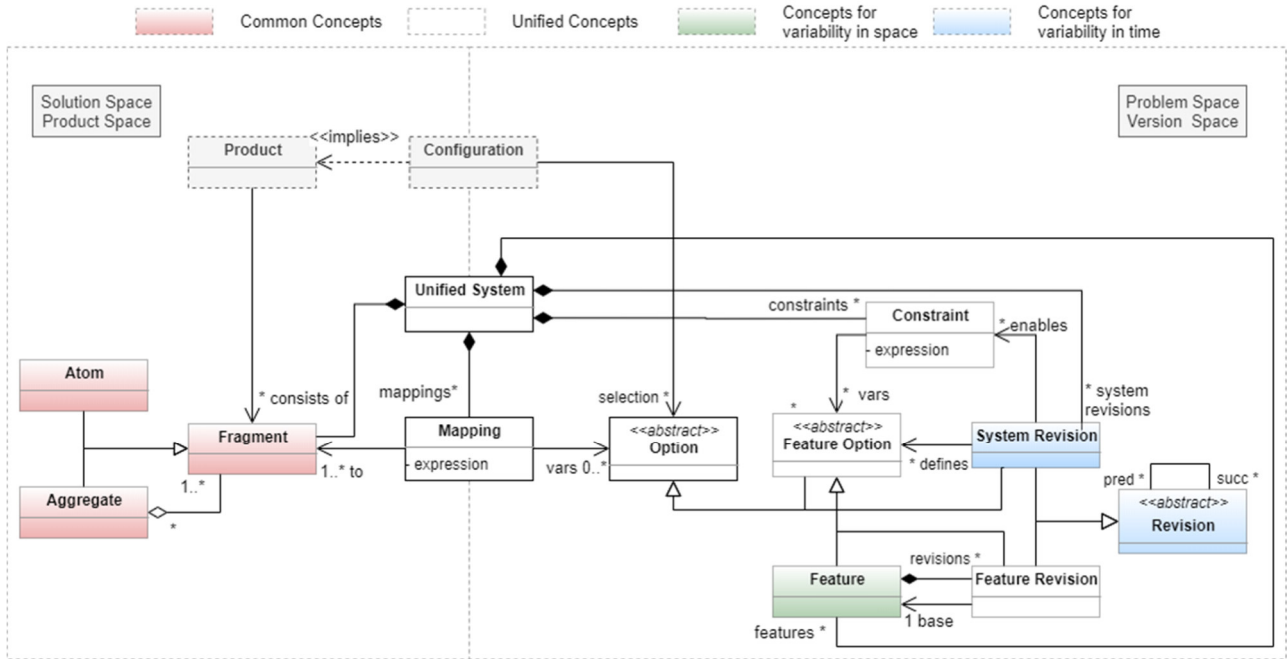 Common Concepts
Unified Concepts
Concepts for
variability in space
Concepts for
variability in time
Solution Space
Product Space
Problem Space
Version Space
Product
<<implies>>
Configuration
Unified System
constraints *
Constraint
- expression
* enables
Atom
* consists of
mappings*
selection *
* vars
*
* system
revisions
Fragment
Mapping
- expression
<<abstract>>
Option
<<abstract>>
Feature Option
System Revision
1..* to
vars 0..*
* defines
1..*
Aggregate
*
pred *
succ *
<<abstract>>
Revision
revisions *
Feature
Feature Revision
1 base
features *